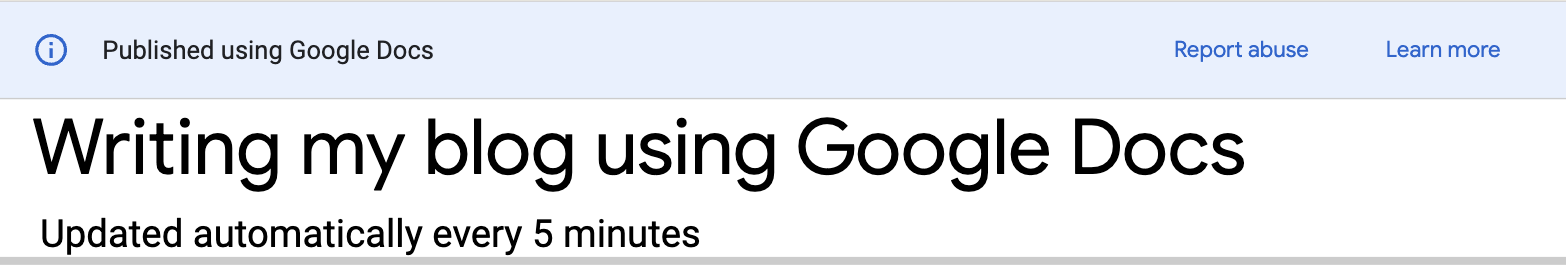 Published using Google Docs Report abuse Learn more
Writing my blog using Google Docs
Updated automatically every 5 minutes